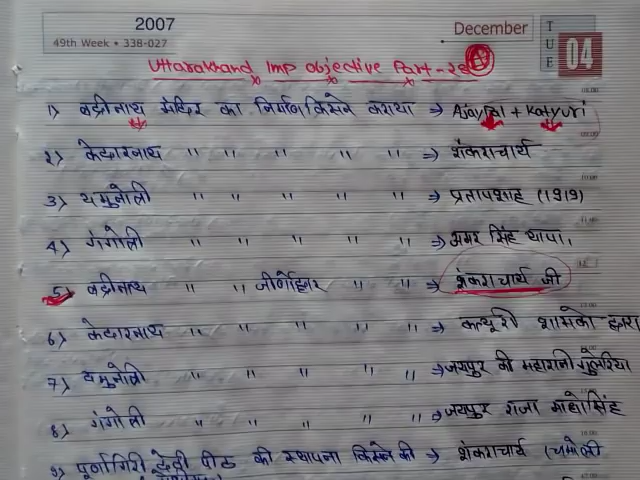 2007
December
TUE
04
49th Week • 338-027
Uttarakhand Imp objective Part-28 A
1) बद्रीनाथ मंदिर का निर्माण किसने कराया → Ajaypal + Katyuri
2) केदारनाथ " " " " " → शंकराचार्य
3) यमुनोत्री " " " " " → प्रतापशाह (1919)
4) गंगोत्री " " " " " → अमर सिंह थापा।
5) बद्रीनाथ " " जीर्णोद्वार " " → शंकराचार्य जी
6) केदारनाथ " " " " " → कत्यूरी शासको द्वारा
7) यमुनोत्री " " " " " → जयपुर की महारानी गुलेरिया
8) गंगोत्री " " " " " → जयपुर राजा माधोसिंह
9) पूर्णागिरी देवी पीठ की स्थापना किसने की → शंकराचार्य (चमोली